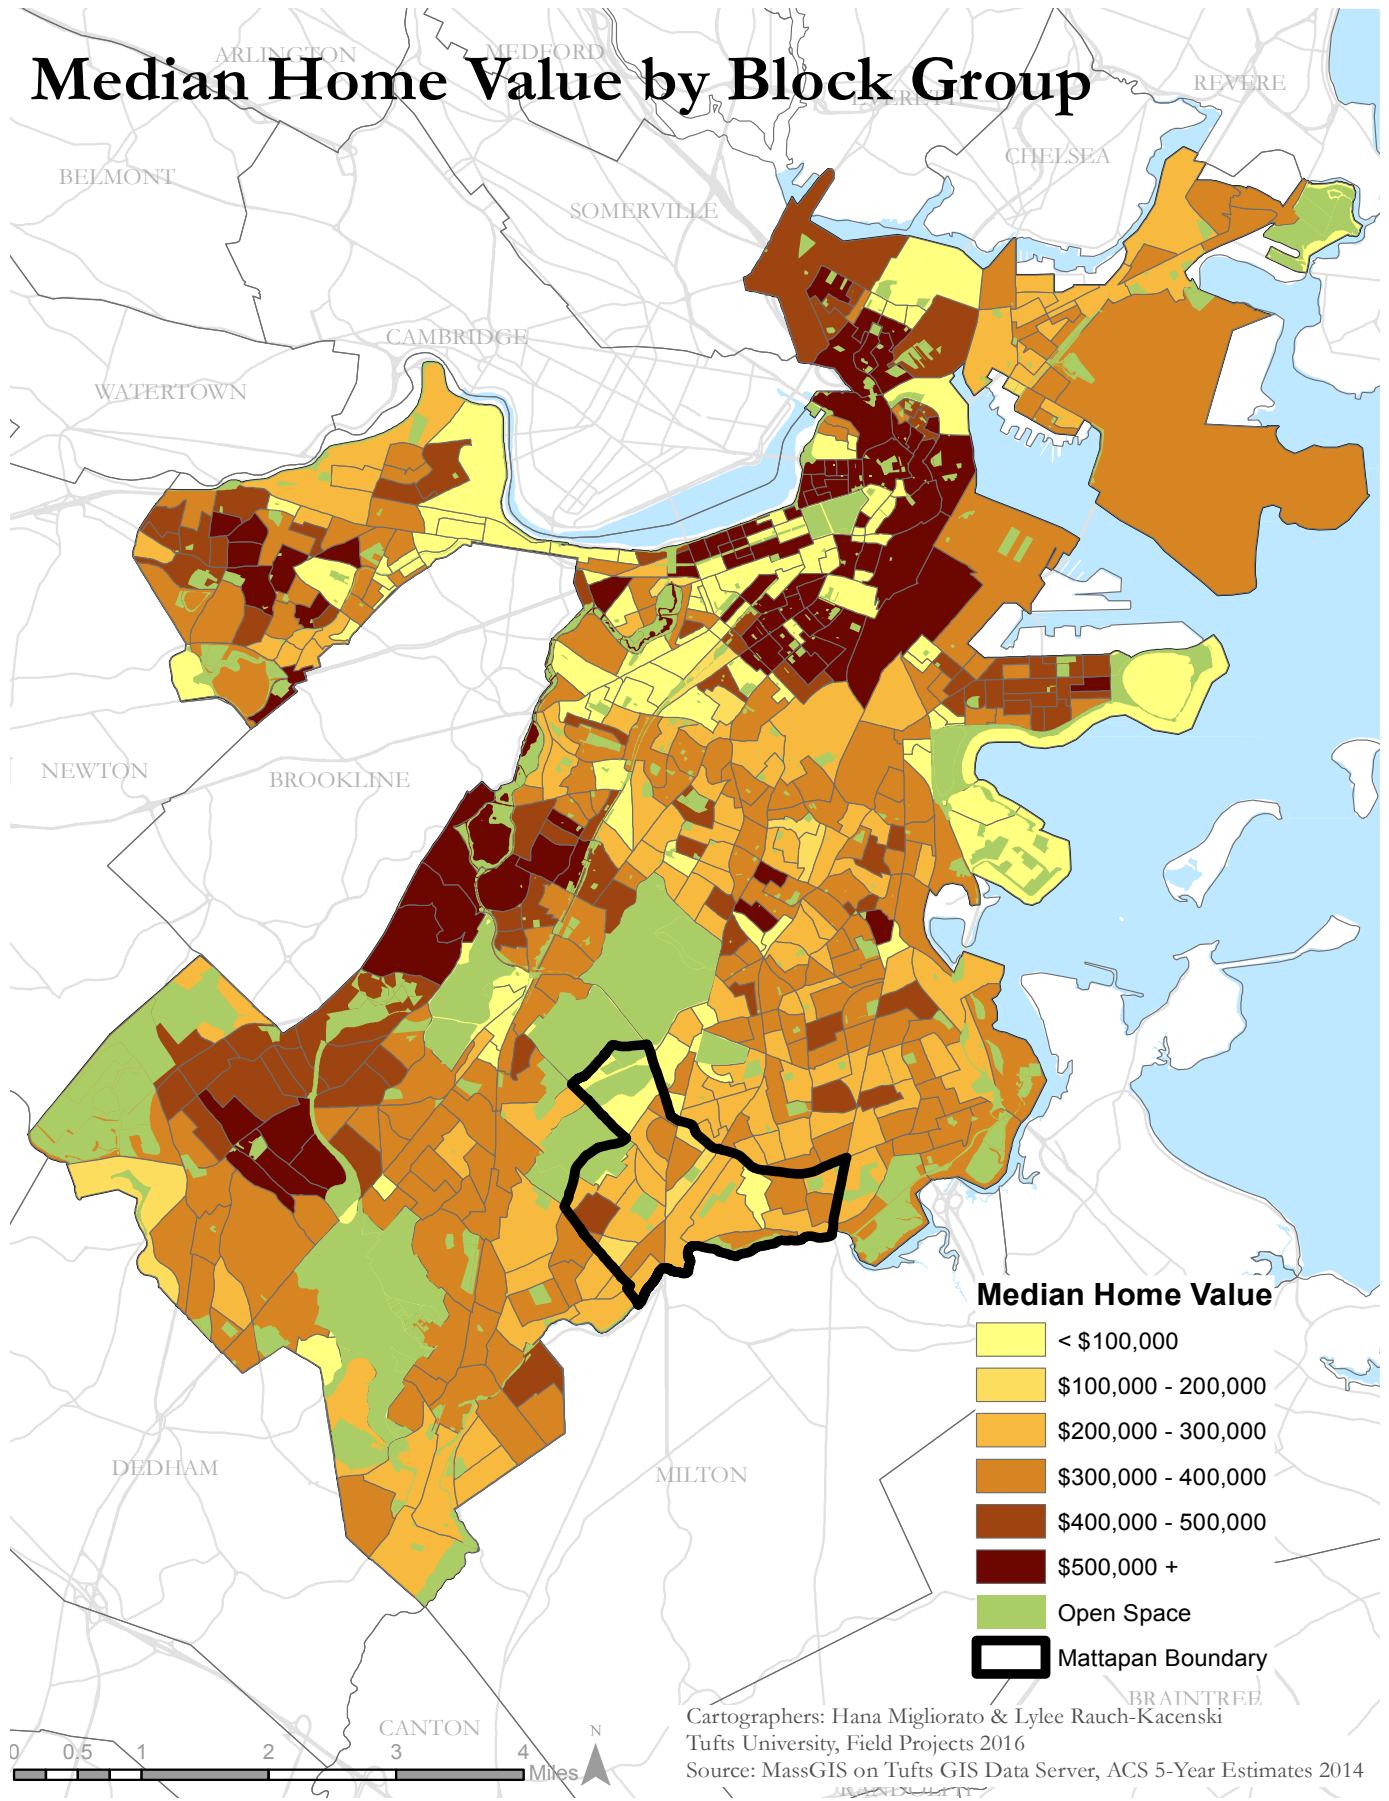 ARLINGTON
MEDFORD
Median Home Value by Block Group
EVERETT
REVERE
CHELSEA
BELMONT
SOMERVILLE
CAMBRIDGE
WATERTOWN
NEWTON
BROOKLINE
Median Home Value
< $100,000
$100,000 - 200,000
$200,000 - 300,000
$300,000 - 400,000
$400,000 - 500,000
$500,000 +
Open Space
Mattapan Boundary
DEDHAM
MILTON
BRAINTREE
CANTON
Cartographers: Hana Migliorato & Lylee Rauch-Kacenski
Tufts University, Field Projects 2016
Source: MassGIS on Tufts GIS Data Server, ACS 5-Year Estimates 2014
RANDOLPH
N
0 0.5 1 2 3 4
Miles